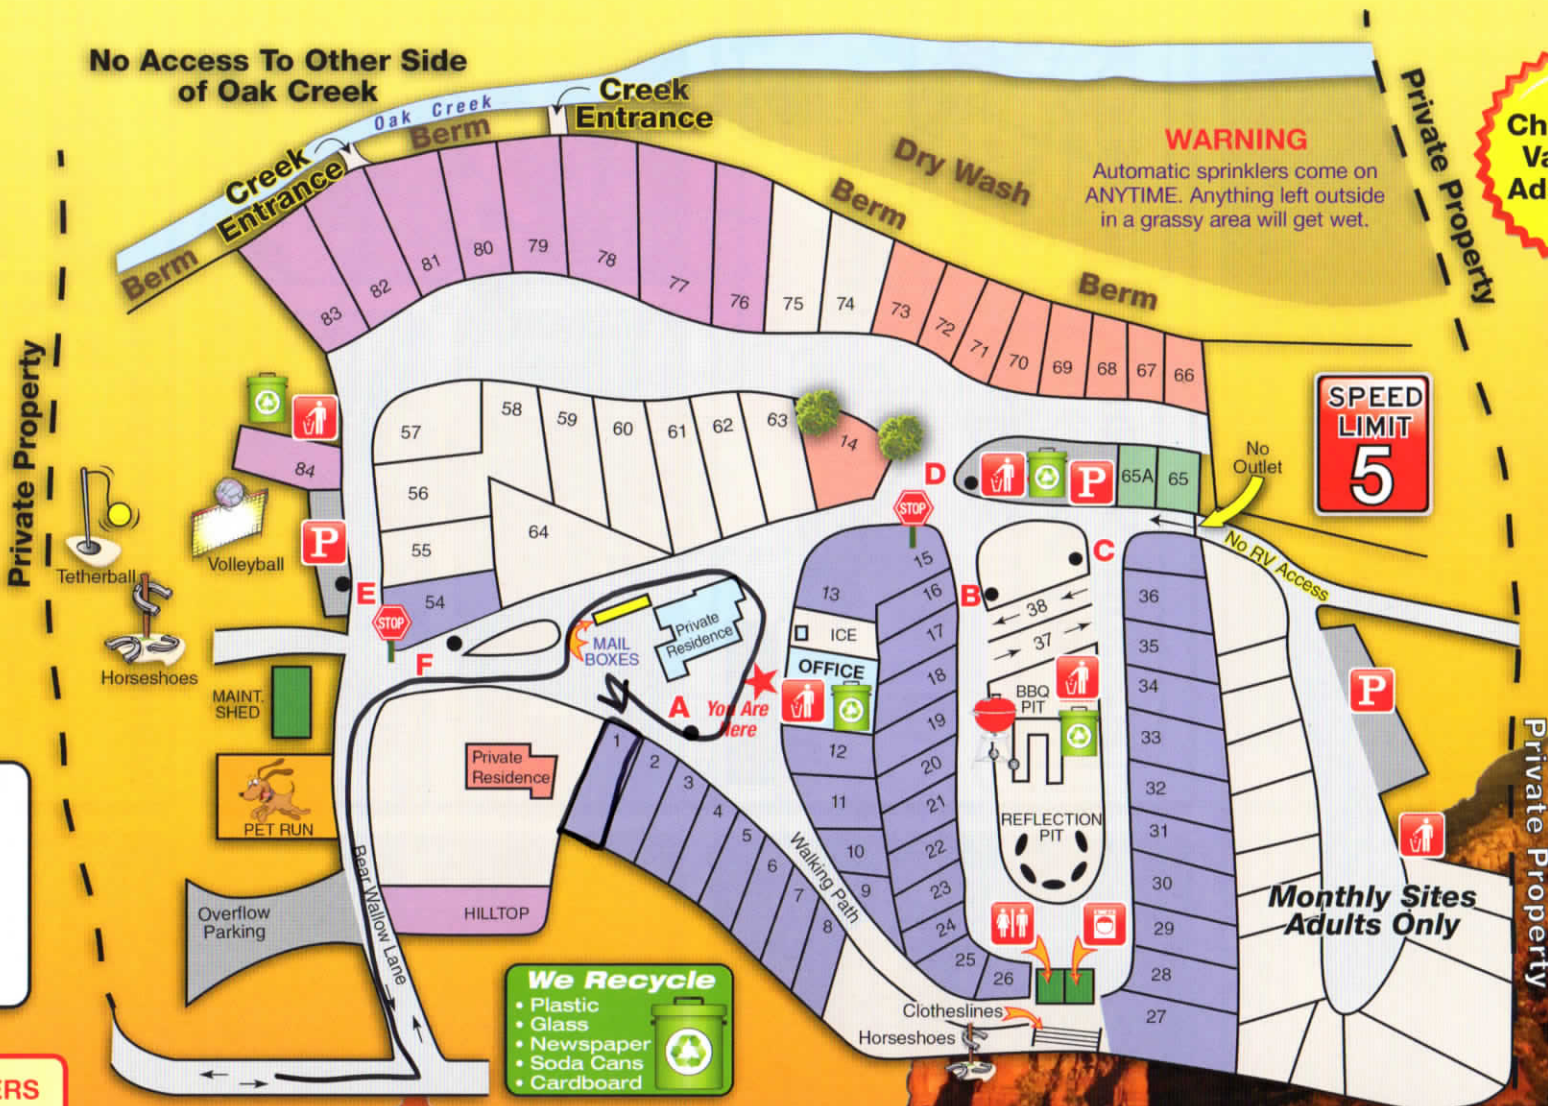 No Access To Other Side
of Oak Creek
Oak Creek
Creek
Entrance
Berm
Creek
Entrance
Berm
Dry Wash
Berm
Berm
WARNING
Automatic sprinklers come on
ANYTIME. Anything left outside
in a grassy area will get wet.
Private Property
Private Property
Private Property
83
82
81
80
79
78
77
76
75
74
73
72
71
70
69
68
67
66
SPEED
LIMIT
5
No
Outlet
No RV Access
57
58
59
60
61
62
63
14
56
55
64
54
84
P
Tetherball
Volleyball
Horseshoes
D
P
65A
65
STOP
C
B
E
STOP
F
MAIL
BOXES
Private
Residence
A
You Are
Here
13
ICE
OFFICE
15
16
17
18
19
20
21
22
23
24
25
26
12
11
10
9
38
37
BBQ
PIT
REFLECTION
PIT
36
35
34
33
32
31
30
29
28
27
P
Monthly Sites
Adults Only
MAINT.
SHED
PET RUN
Private
Residence
1
2
3
4
5
6
7
8
Walking Path
HILLTOP
Overflow
Parking
Bear Wallow Lane
We Recycle
• Plastic
• Glass
• Newspaper
• Soda Cans
• Cardboard
Clotheslines
Horseshoes
ERS
Ch
Va
Ad